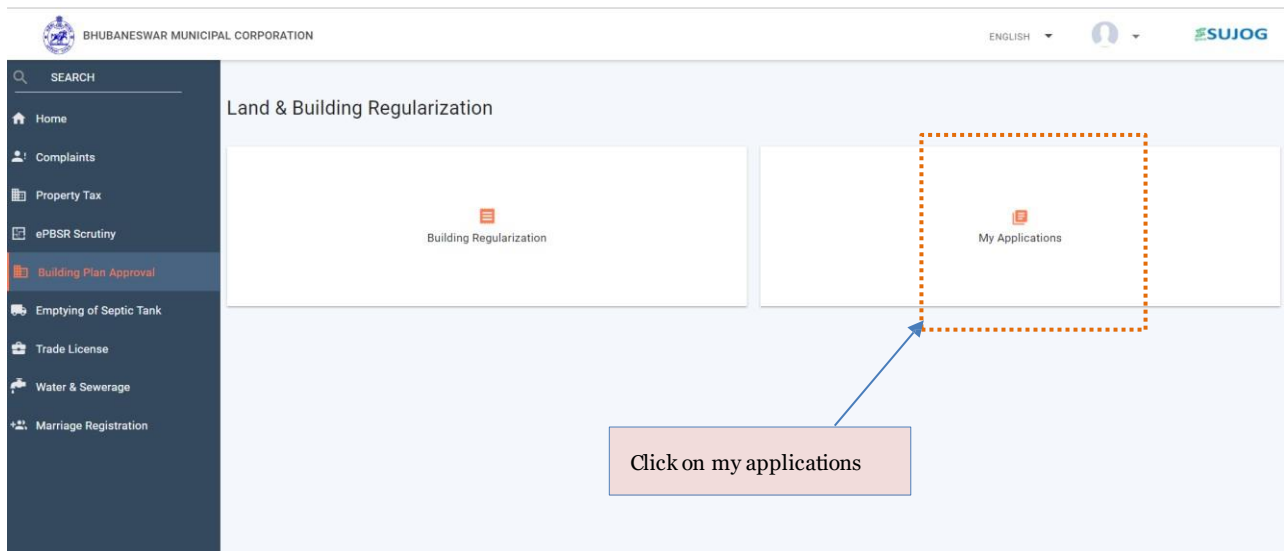 BHUBANESWAR MUNICIPAL CORPORATION
ENGLISH
SUJOG
SEARCH
Home
Complaints
Property Tax
ePBSR Scrutiny
Building Plan Approval
Emptying of Septic Tank
Trade License
Water & Sewerage
Marriage Registration
Land & Building Regularization
Building Regularization
My Applications
Click on my applications